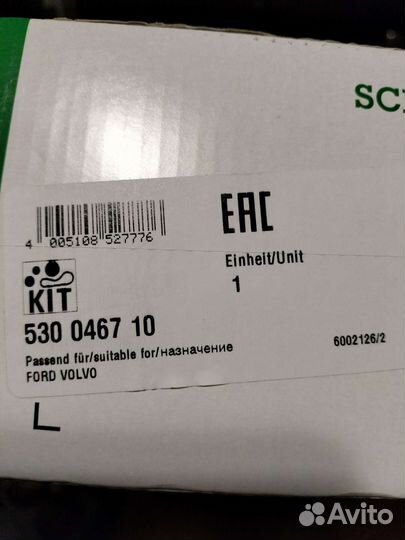 EAC
4 005108 527776
Einheit/Unit
1
KIT
530 0467 10
6002126/2
Passend für/suitable for/назначение
FORD VOLVO
L
Avito